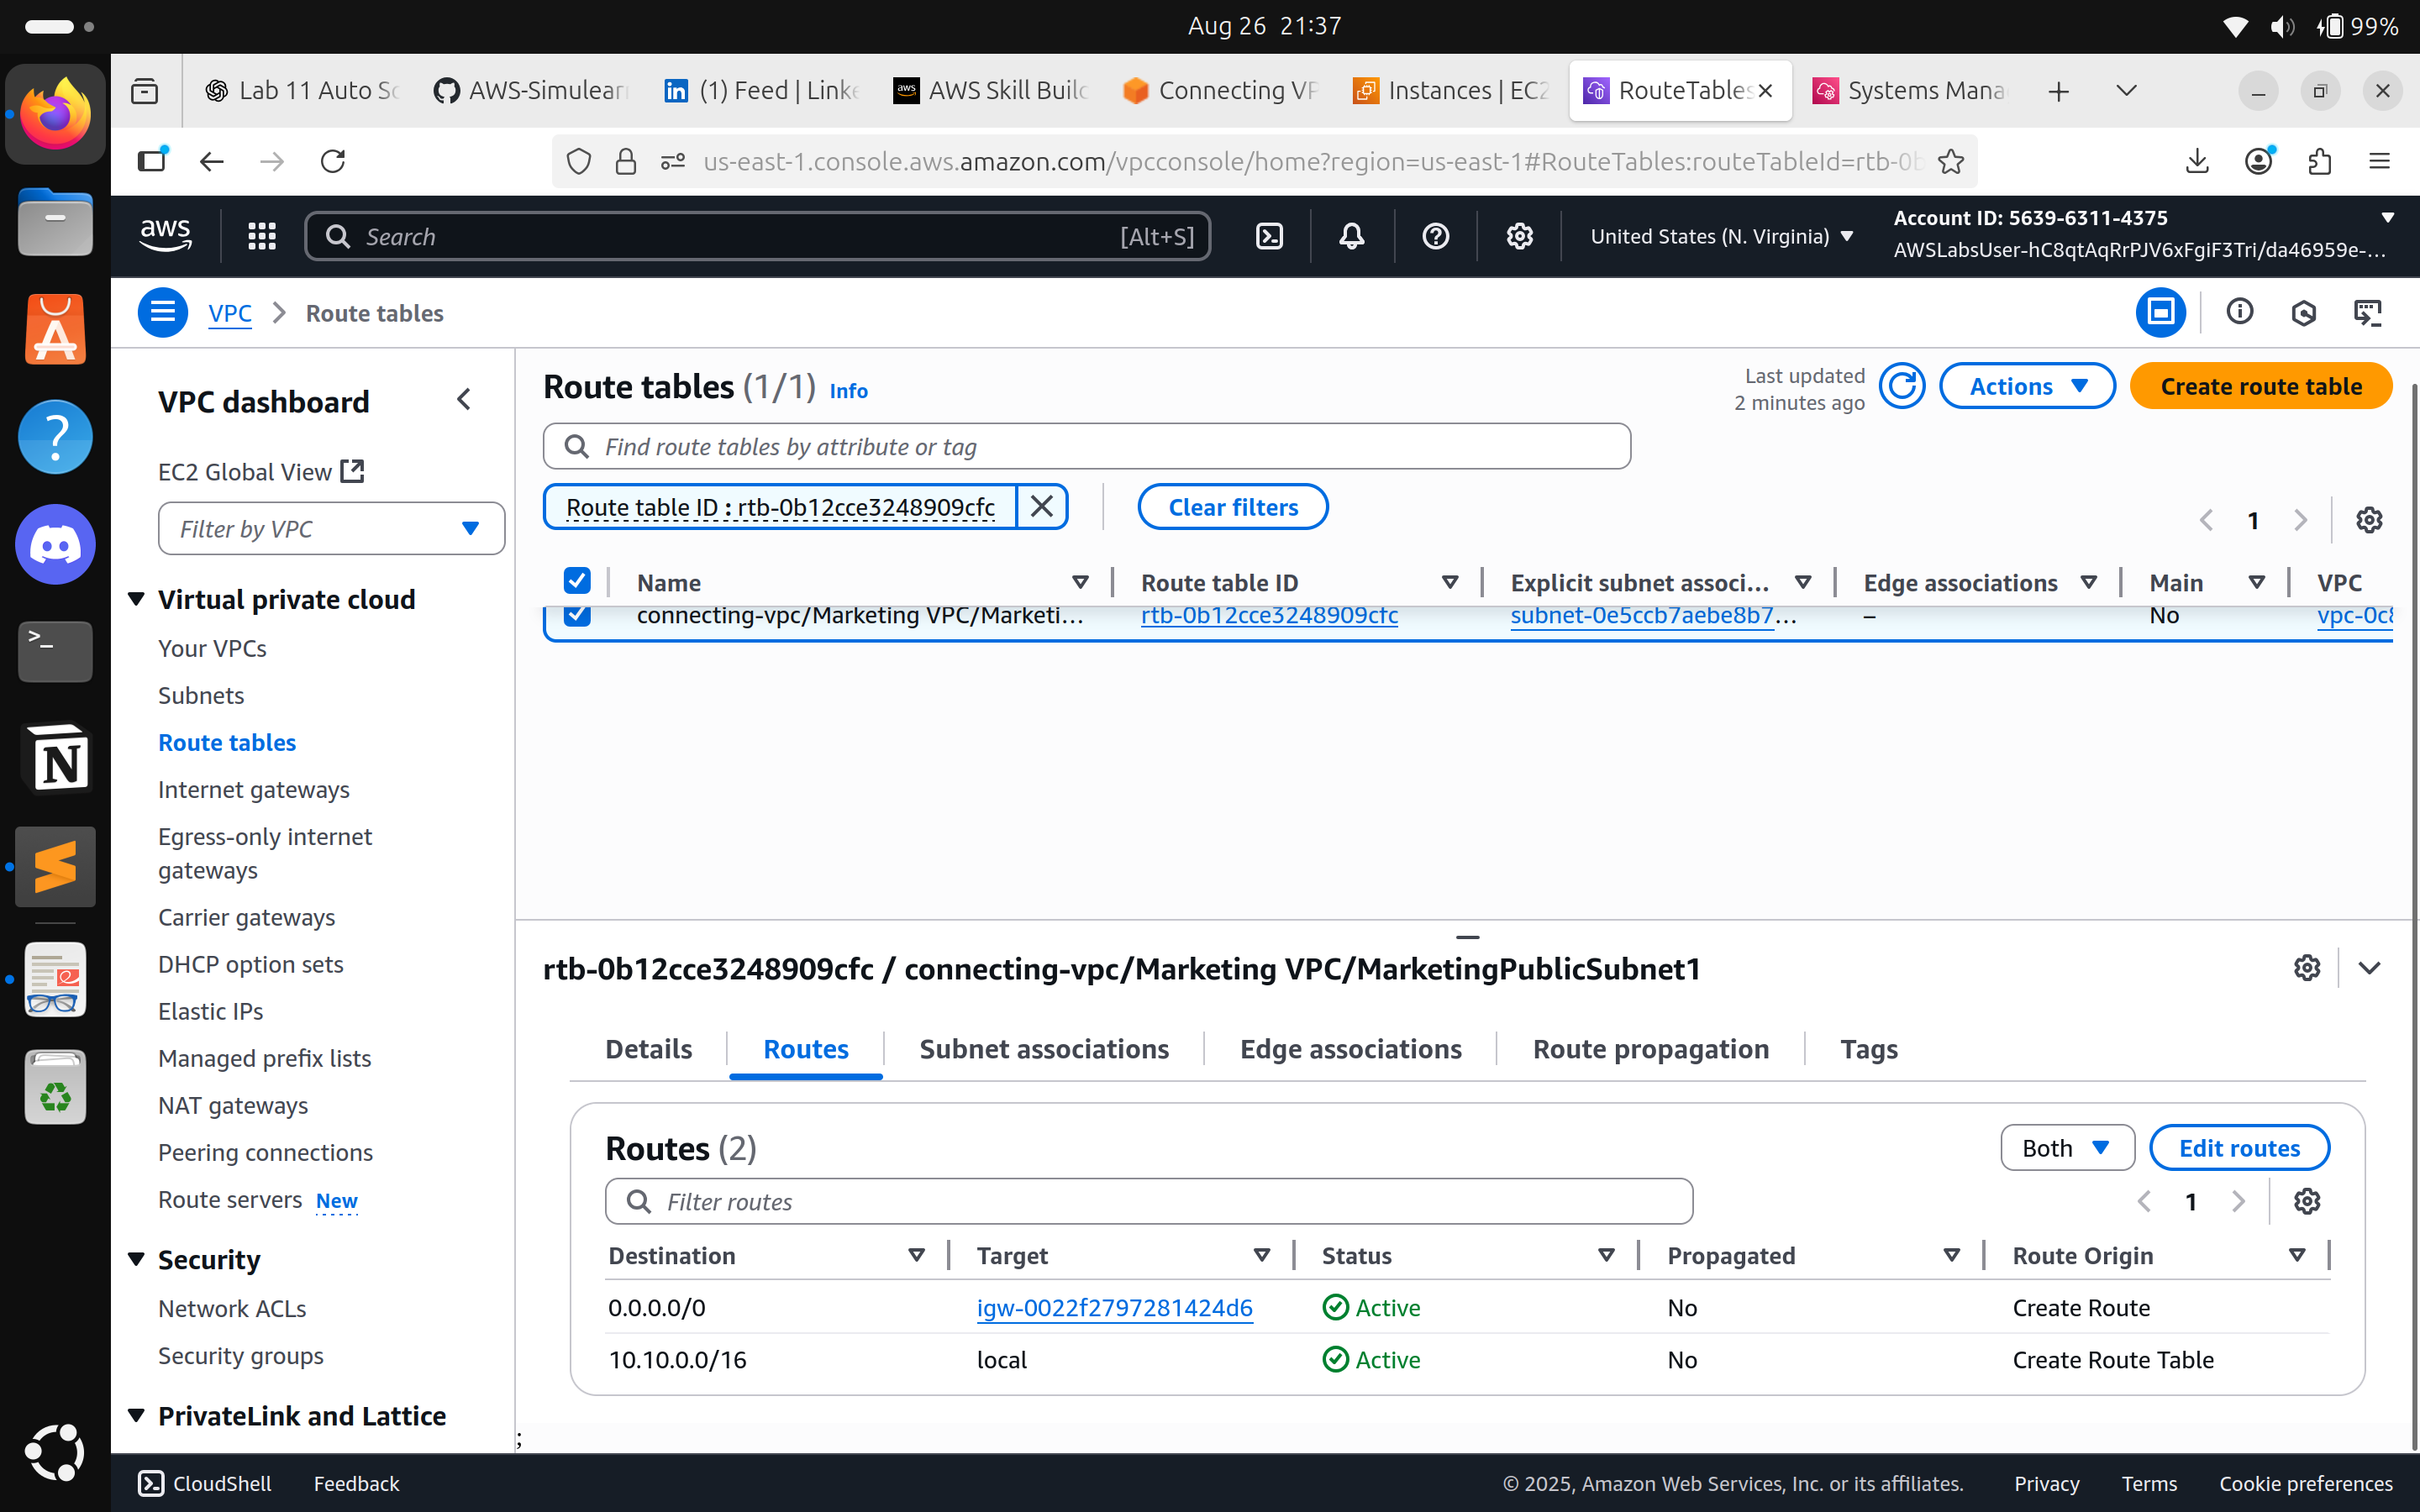 Aug 26 21:37
99%
Lab 11 Auto Sc
AWS-Simulear
(1) Feed | Linke
AWS Skill Builc
Connecting VP
Instances | EC2
RouteTables
Systems Mana
us-east-1.console.aws.amazon.com/vpcconsole/home?region=us-east-1#RouteTables:routeTableId=rtb-0b
aws
Search
[Alt+S]
United States (N. Virginia)
Account ID: 5639-6311-4375
AWSLabsUser-hC8qtAqRrPJV6xFgiF3Tri/da46959e-...
VPC
Route tables
VPC dashboard
EC2 Global View
Filter by VPC
Virtual private cloud
Your VPCs
Subnets
Route tables
Internet gateways
Egress-only internet
gateways
Carrier gateways
DHCP option sets
Elastic IPs
Managed prefix lists
NAT gateways
Peering connections
Route servers New
Security
Network ACLs
Security groups
PrivateLink and Lattice
Route tables (1/1) Info
Last updated
2 minutes ago
Actions
Create route table
Find route tables by attribute or tag
Route table ID : rtb-0b12cce3248909cfc
Clear filters
1
Name Route table ID Explicit subnet associ... Edge associations Main VPC
connecting-vpc/Marketing VPC/Marketi... rtb-0b12cce3248909cfc subnet-0e5ccb7aebe8b7... – No vpc-0c8
rtb-0b12cce3248909cfc / connecting-vpc/Marketing VPC/MarketingPublicSubnet1
Details Routes Subnet associations Edge associations Route propagation Tags
Routes (2)
Both
Edit routes
Filter routes
1
Destination Target Status Propagated Route Origin
0.0.0.0/0 igw-0022f2797281424d6 Active No Create Route
10.10.0.0/16 local Active No Create Route Table
;
CloudShell Feedback © 2025, Amazon Web Services, Inc. or its affiliates. Privacy Terms Cookie preferences